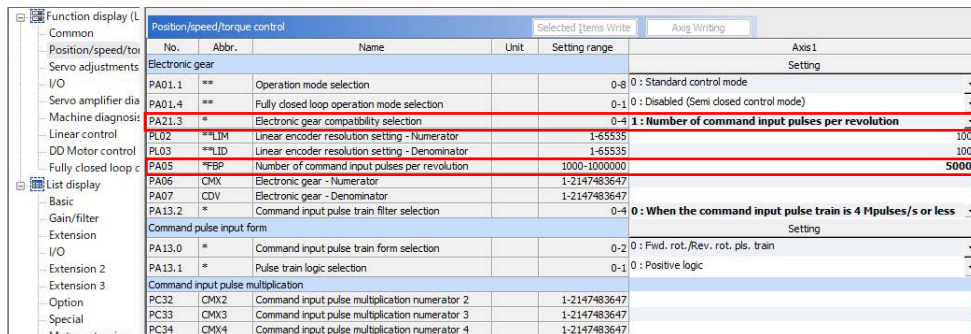 Function display (L
Common
Position/speed/tor
Servo adjustments
I/O
Servo amplifier dia
Machine diagnosis
Linear control
DD Motor control
Fully closed loop c
List display
Basic
Gain/filter
Extension
I/O
Extension 2
Extension 3
Option
Special
Position/speed/torque control Selected Items Write Axis Writing
No. Abbr. Name Unit Setting range Axis1
Electronic gear Setting
PA01.1 ** Operation mode selection 0-8 0 : Standard control mode
PA01.4 ** Fully closed loop operation mode selection 0-1 0 : Disabled (Semi closed control mode)
PA21.3 * Electronic gear compatibility selection 0-4 1 : Number of command input pulses per revolution
PL02 **LIM Linear encoder resolution setting - Numerator 1-65535 100
PL03 **LID Linear encoder resolution setting - Denominator 1-65535 100
PA05 *FBP Number of command input pulses per revolution 1000-1000000 5000
PA06 CMX Electronic gear - Numerator 1-2147483647
PA07 CDV Electronic gear - Denominator 1-2147483647
PA13.2 * Command input pulse train filter selection 0-4 0 : When the command input pulse train is 4 Mpulses/s or less
Command pulse input form Setting
PA13.0 * Command input pulse train form selection 0-2 0 : Fwd. rot./Rev. rot. pls. train
PA13.1 * Pulse train logic selection 0-1 0 : Positive logic
Command input pulse multiplication
PC32 CMX2 Command input pulse multiplication numerator 2 1-2147483647
PC33 CMX3 Command input pulse multiplication numerator 3 1-2147483647
PC34 CMX4 Command input pulse multiplication numerator 4 1-2147483647